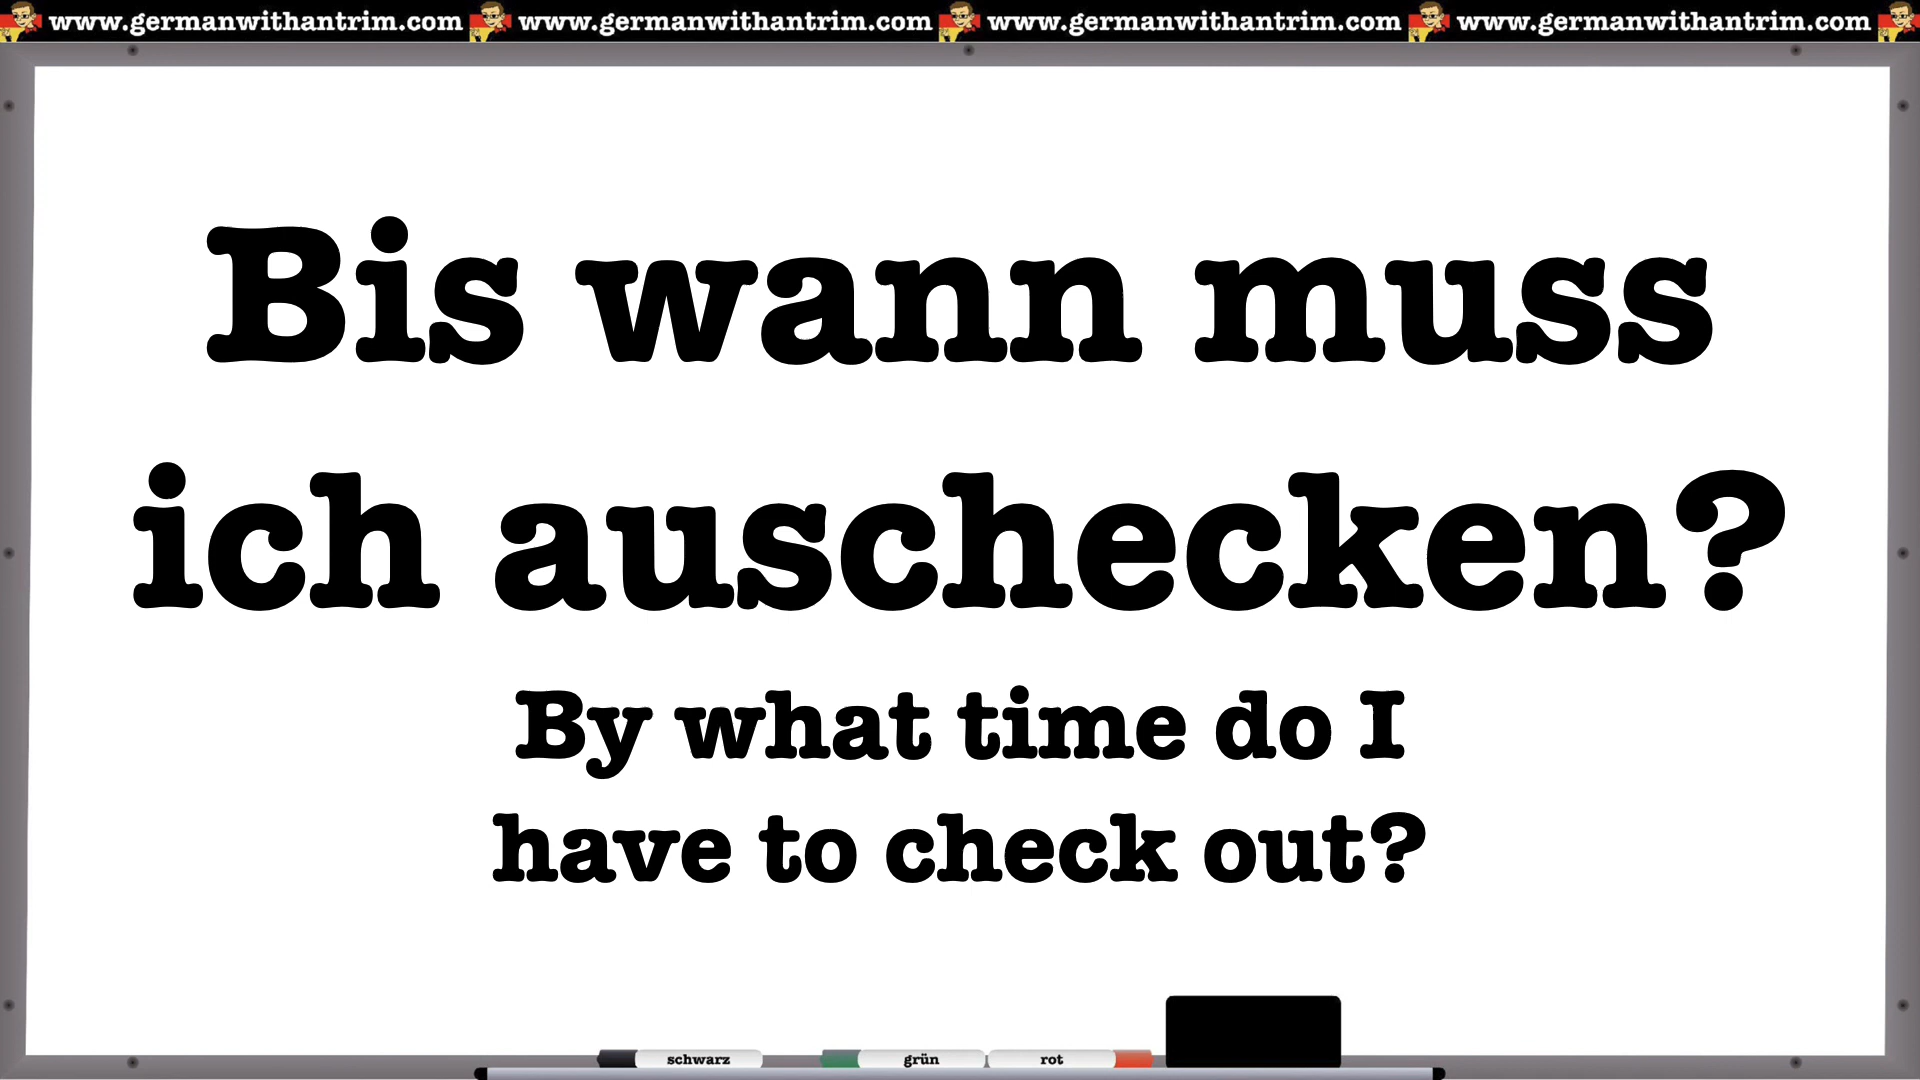 www.germanwithantrim.com www.germanwithantrim.com www.germanwithantrim.com www.germanwithantrim.com
Bis wann muss
ich auschecken?
By what time do I
have to check out?
schwarz grün rot